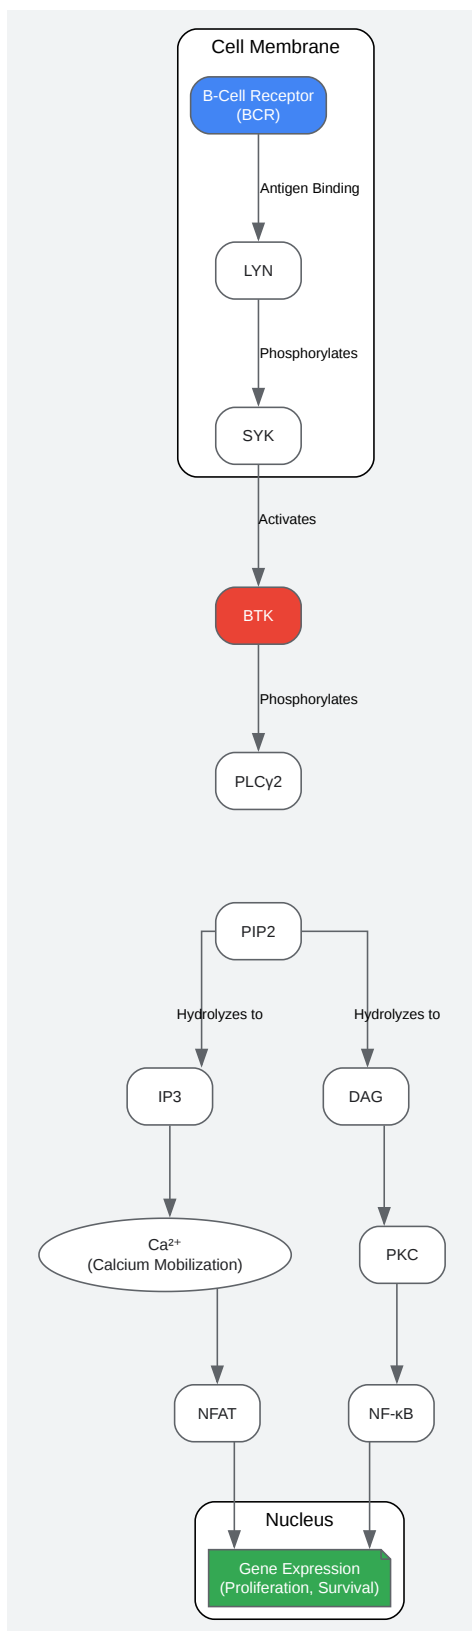 Cell Membrane
B-Cell Receptor
(BCR)
Antigen Binding
LYN
Phosphorylates
SYK
Activates
BTK
Phosphorylates
PLCγ2
PIP2
Hydrolyzes to
Hydrolyzes to
IP3
DAG
Ca²⁺
(Calcium Mobilization)
PKC
NFAT
NF-κB
Nucleus
Gene Expression
(Proliferation, Survival)